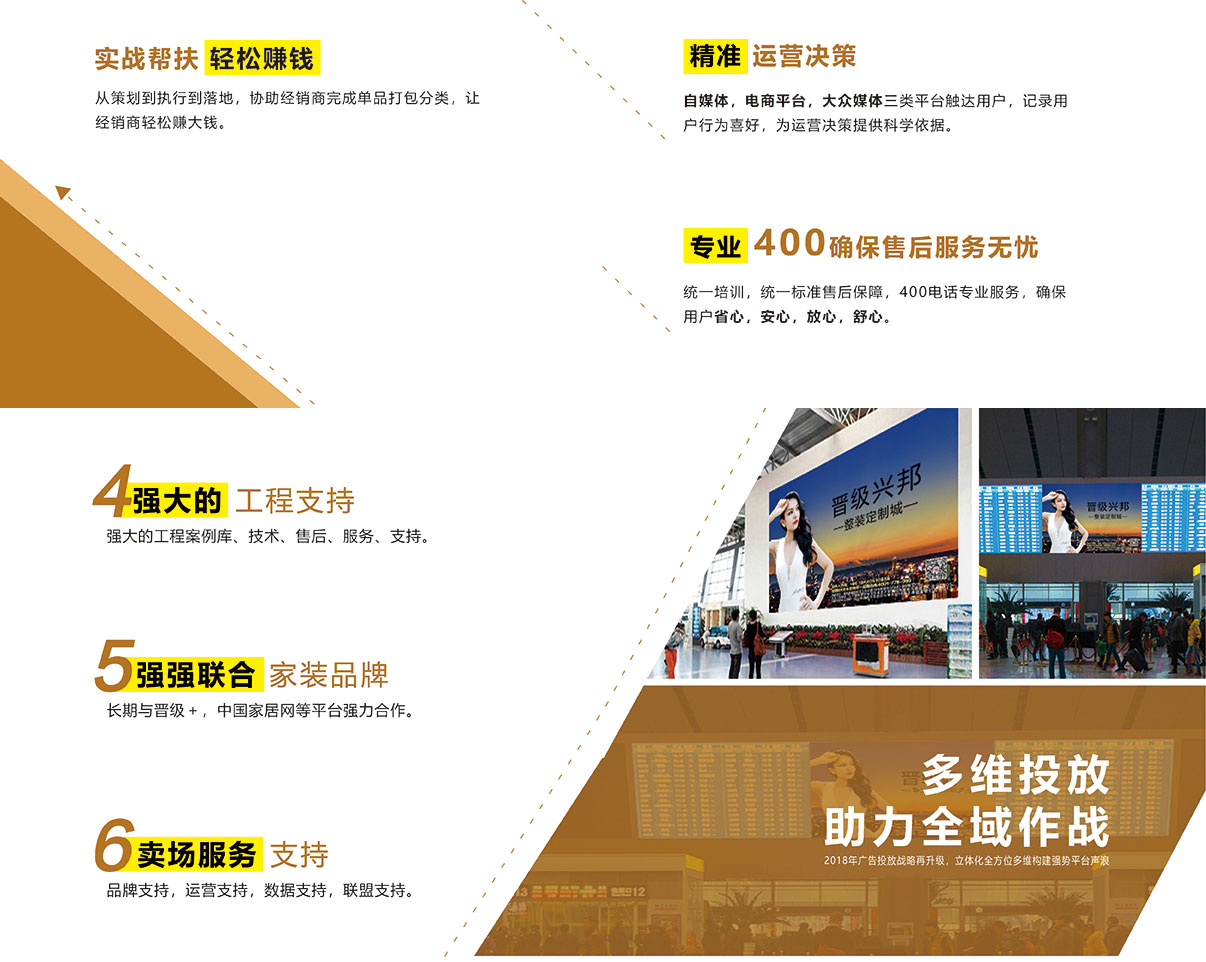 实战帮扶 轻松赚钱
从策划到执行到落地，协助经销商完成单品打包分类，让
经销商轻松赚大钱。
精准 运营决策
自媒体，电商平台，大众媒体三类平台触达用户，记录用
户行为喜好，为运营决策提供科学依据。
专业 400确保售后服务无忧
统一培训，统一标准售后保障，400电话专业服务，确保
用户省心，安心，放心，舒心。
4强大的 工程支持
强大的工程案例库、技术、售后、服务、支持。
5强强联合 家装品牌
长期与晋级＋，中国家居网等平台强力合作。
6卖场服务 支持
品牌支持，运营支持，数据支持，联盟支持。
晋级兴邦
—整装定制城—
晋级兴邦
—整装定制城—
多维投放
助力全域作战
2018年广告投放战略再升级，立体化全方位多维构建强势平台声浪